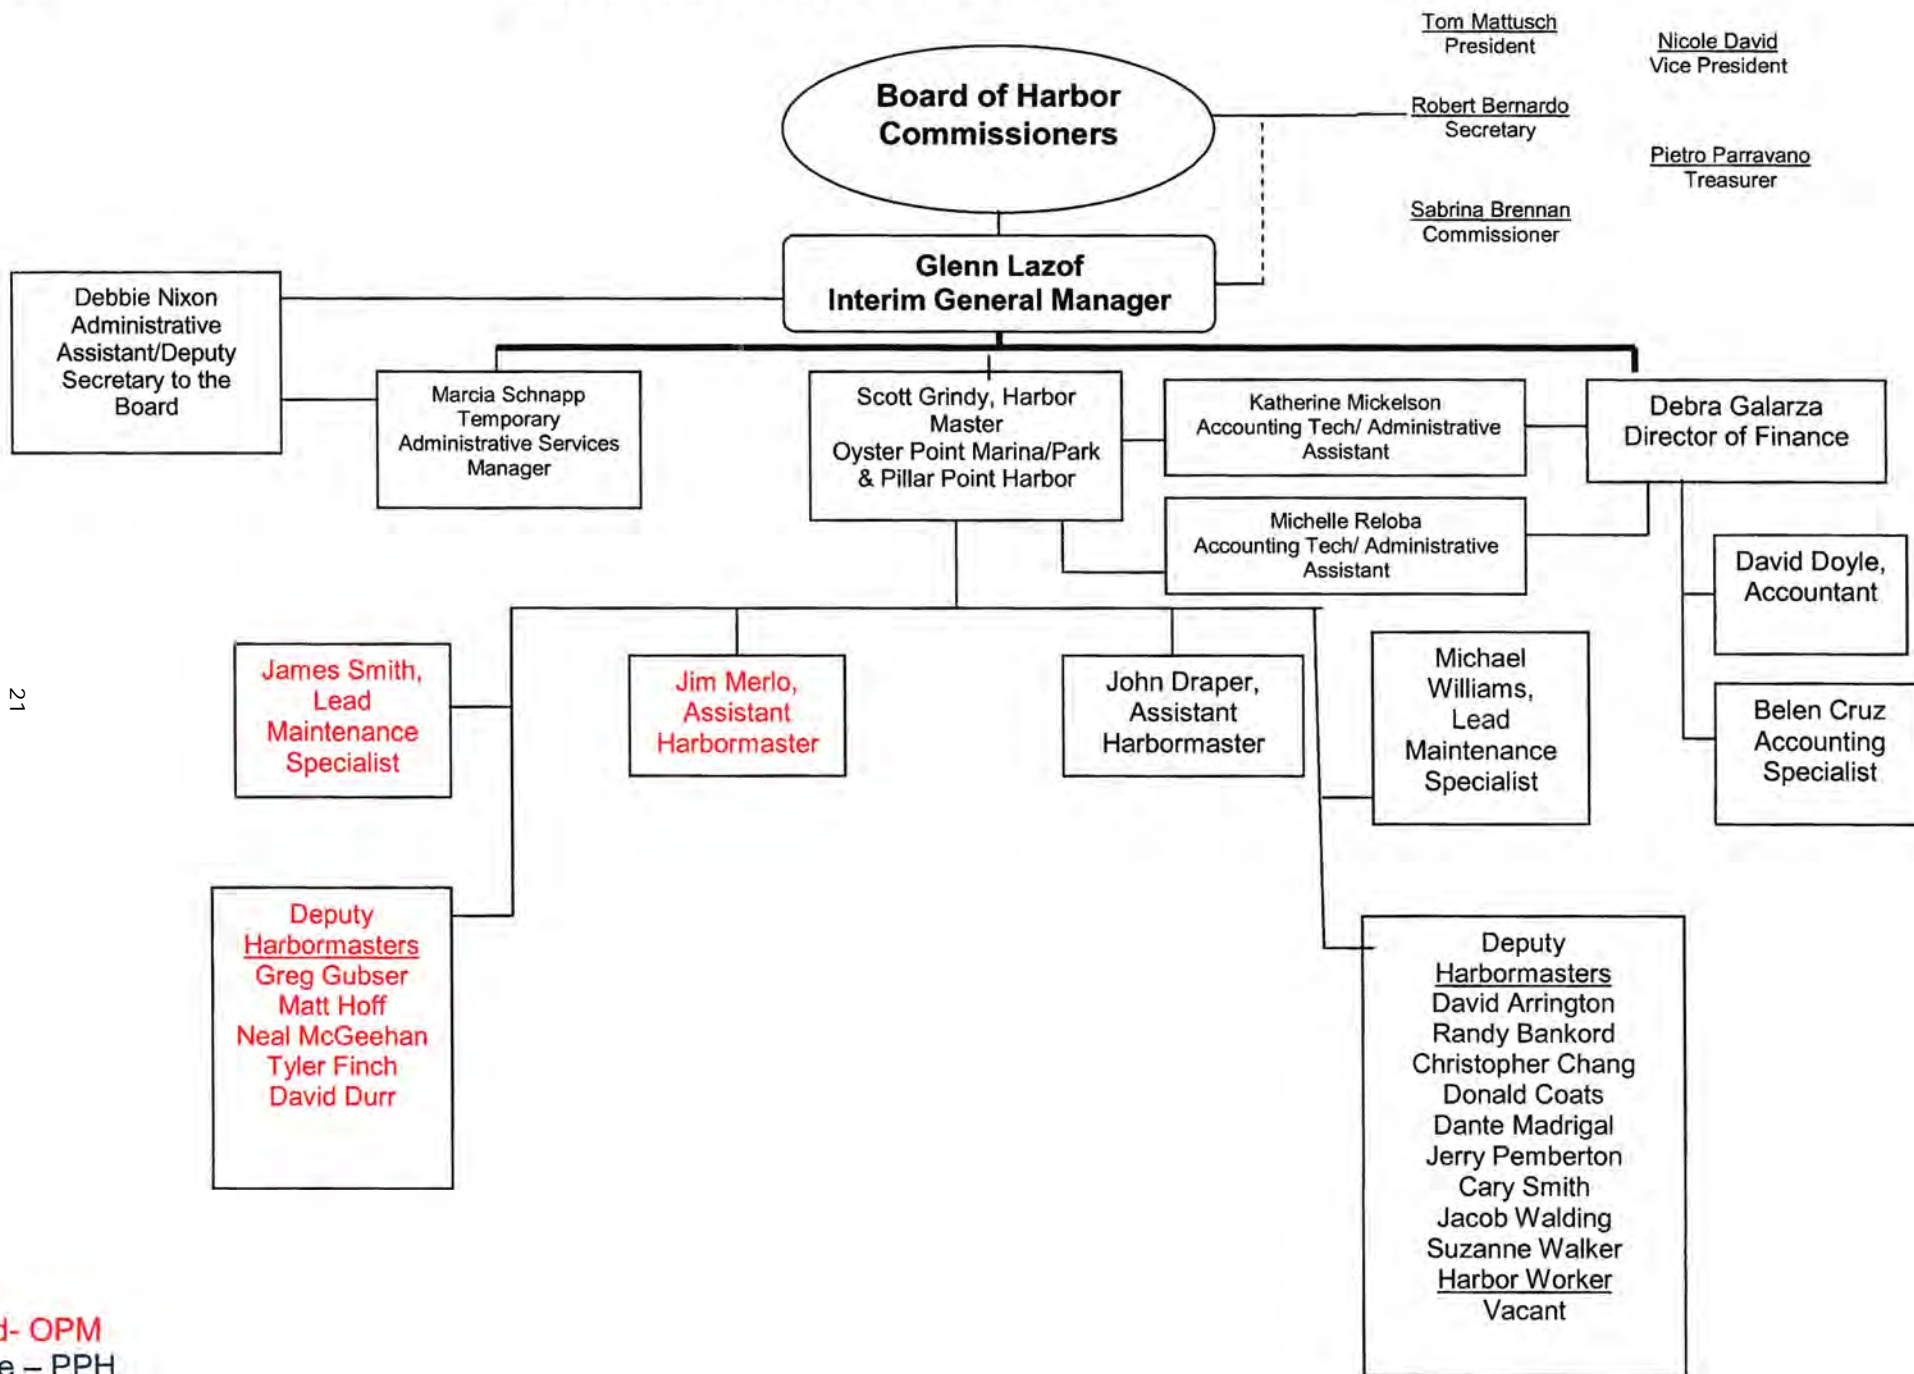 Tom Mattusch
President
Nicole David
Vice President
Board of Harbor
Commissioners
Robert Bernardo
Secretary
Pietro Parravano
Treasurer
Sabrina Brennan
Commissioner
Glenn Lazof
Interim General Manager
Debbie Nixon
Administrative
Assistant/Deputy
Secretary to the
Board
Marcia Schnapp
Temporary
Administrative Services
Manager
Scott Grindy, Harbor
Master
Oyster Point Marina/Park
& Pillar Point Harbor
Katherine Mickelson
Accounting Tech/ Administrative
Assistant
Debra Galarza
Director of Finance
Michelle Reloba
Accounting Tech/ Administrative
Assistant
David Doyle,
Accountant
Belen Cruz
Accounting
Specialist
James Smith,
Lead
Maintenance
Specialist
Jim Merlo,
Assistant
Harbormaster
John Draper,
Assistant
Harbormaster
Michael
Williams,
Lead
Maintenance
Specialist
21
Deputy
Harbormasters
Greg Gubser
Matt Hoff
Neal McGeehan
Tyler Finch
David Durr
Deputy
Harbormasters
David Arrington
Randy Bankord
Christopher Chang
Donald Coats
Dante Madrigal
Jerry Pemberton
Cary Smith
Jacob Walding
Suzanne Walker
Harbor Worker
Vacant
- OPM
– PPH